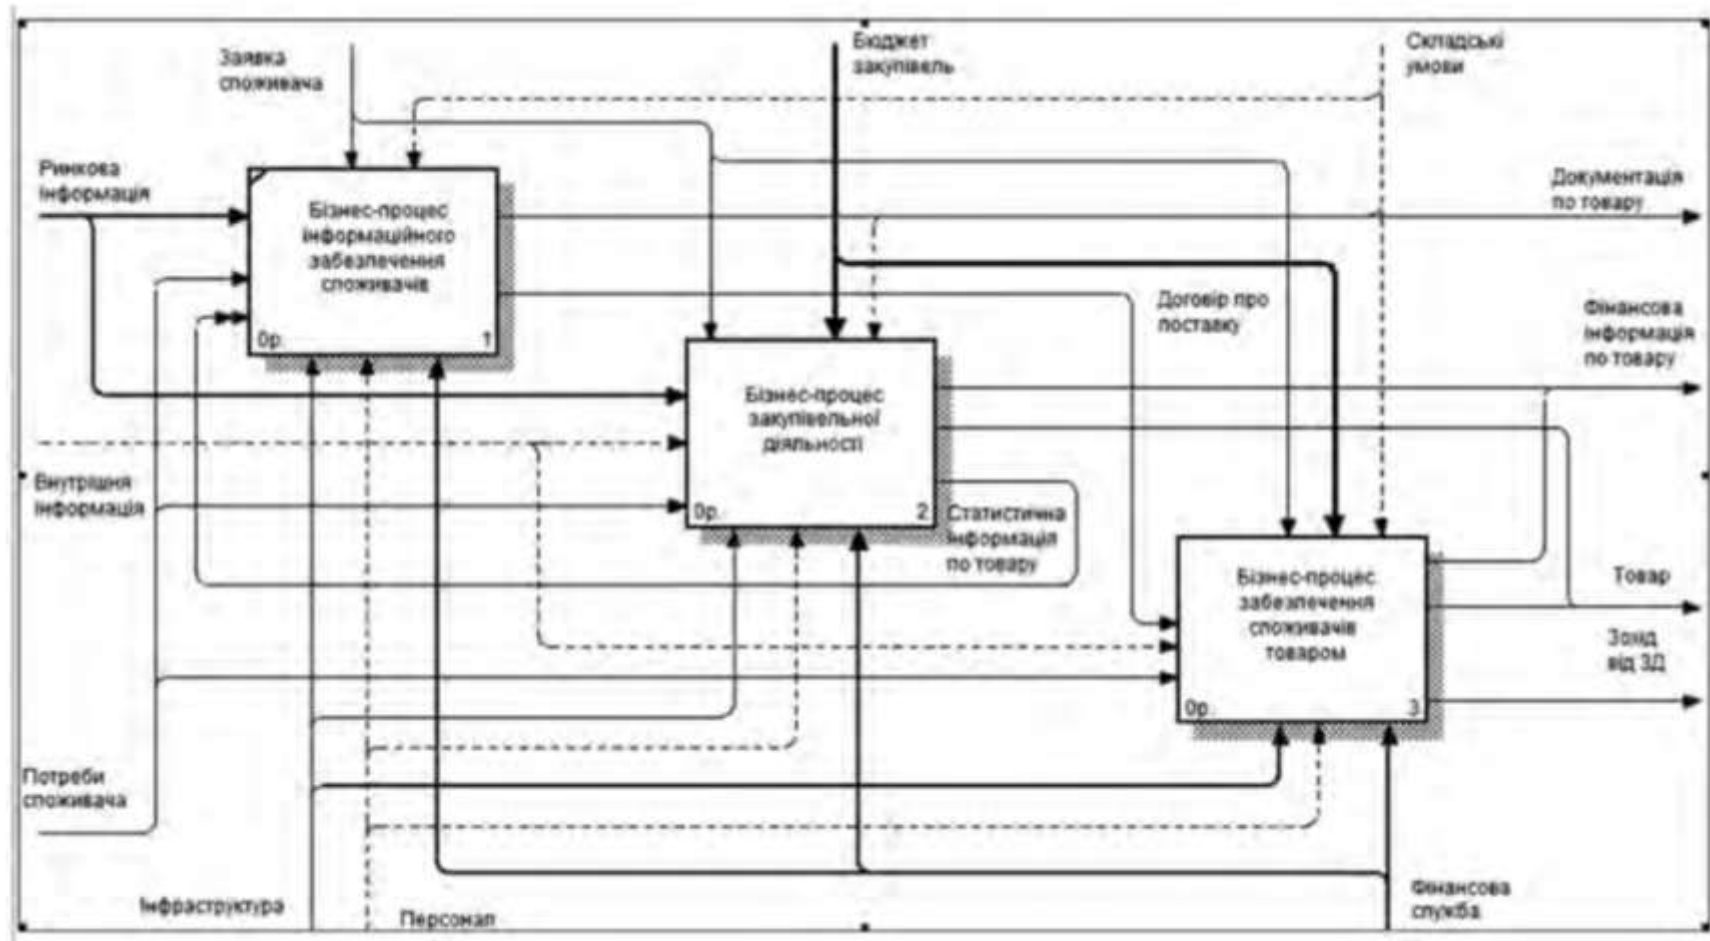 Заявка
споживача
Бюджет
закупівель
Складські
умови
Ринкова
інформація
Бізнес-процес
інформаційного
забезпечення
споживачів
0р.
1
Документація
по товару
Договір про
поставку
Фінансова
інформація
по товару
Бізнес-процес
закупівельної
діяльності
0р.
2
Внутрішня
інформація
Статистична
інформація
по товару
Бізнес-процес
забезпечення
споживачів
товаром
0р.
3
Товар
від ЗД
Потреби
споживача
Інфраструктура
Персонал
Фінансова
служба